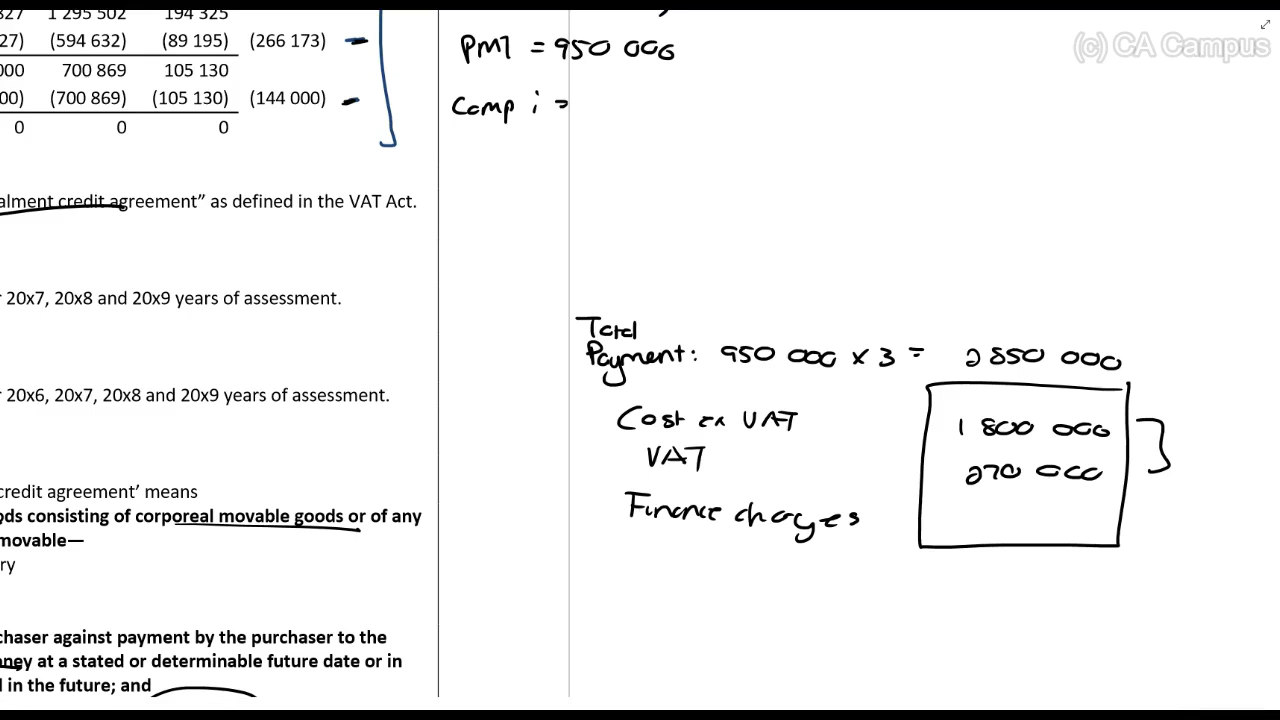 827 1 295 502 194 325
27) (594 632) (89 195) (266 173)
000 700 869 105 130
00) (700 869) (105 130) (144 000)
0 0 0
alment credit agreement” as defined in the VAT Act.
r 20x7, 20x8 and 20x9 years of assessment.
r 20x6, 20x7, 20x8 and 20x9 years of assessment.
credit agreement’ means
ods consisting of corporeal movable goods or of any
movable—
ry
chaser against payment by the purchaser to the
oney at a stated or determinable future date or in
d in the future; and
(c) CA Campus
PMT = 950 000
Comp i =
Total
Payment: 950 000 x 3 = 2 850 000
Cost ex VAT 1 800 000
VAT 270 000
Finance charges